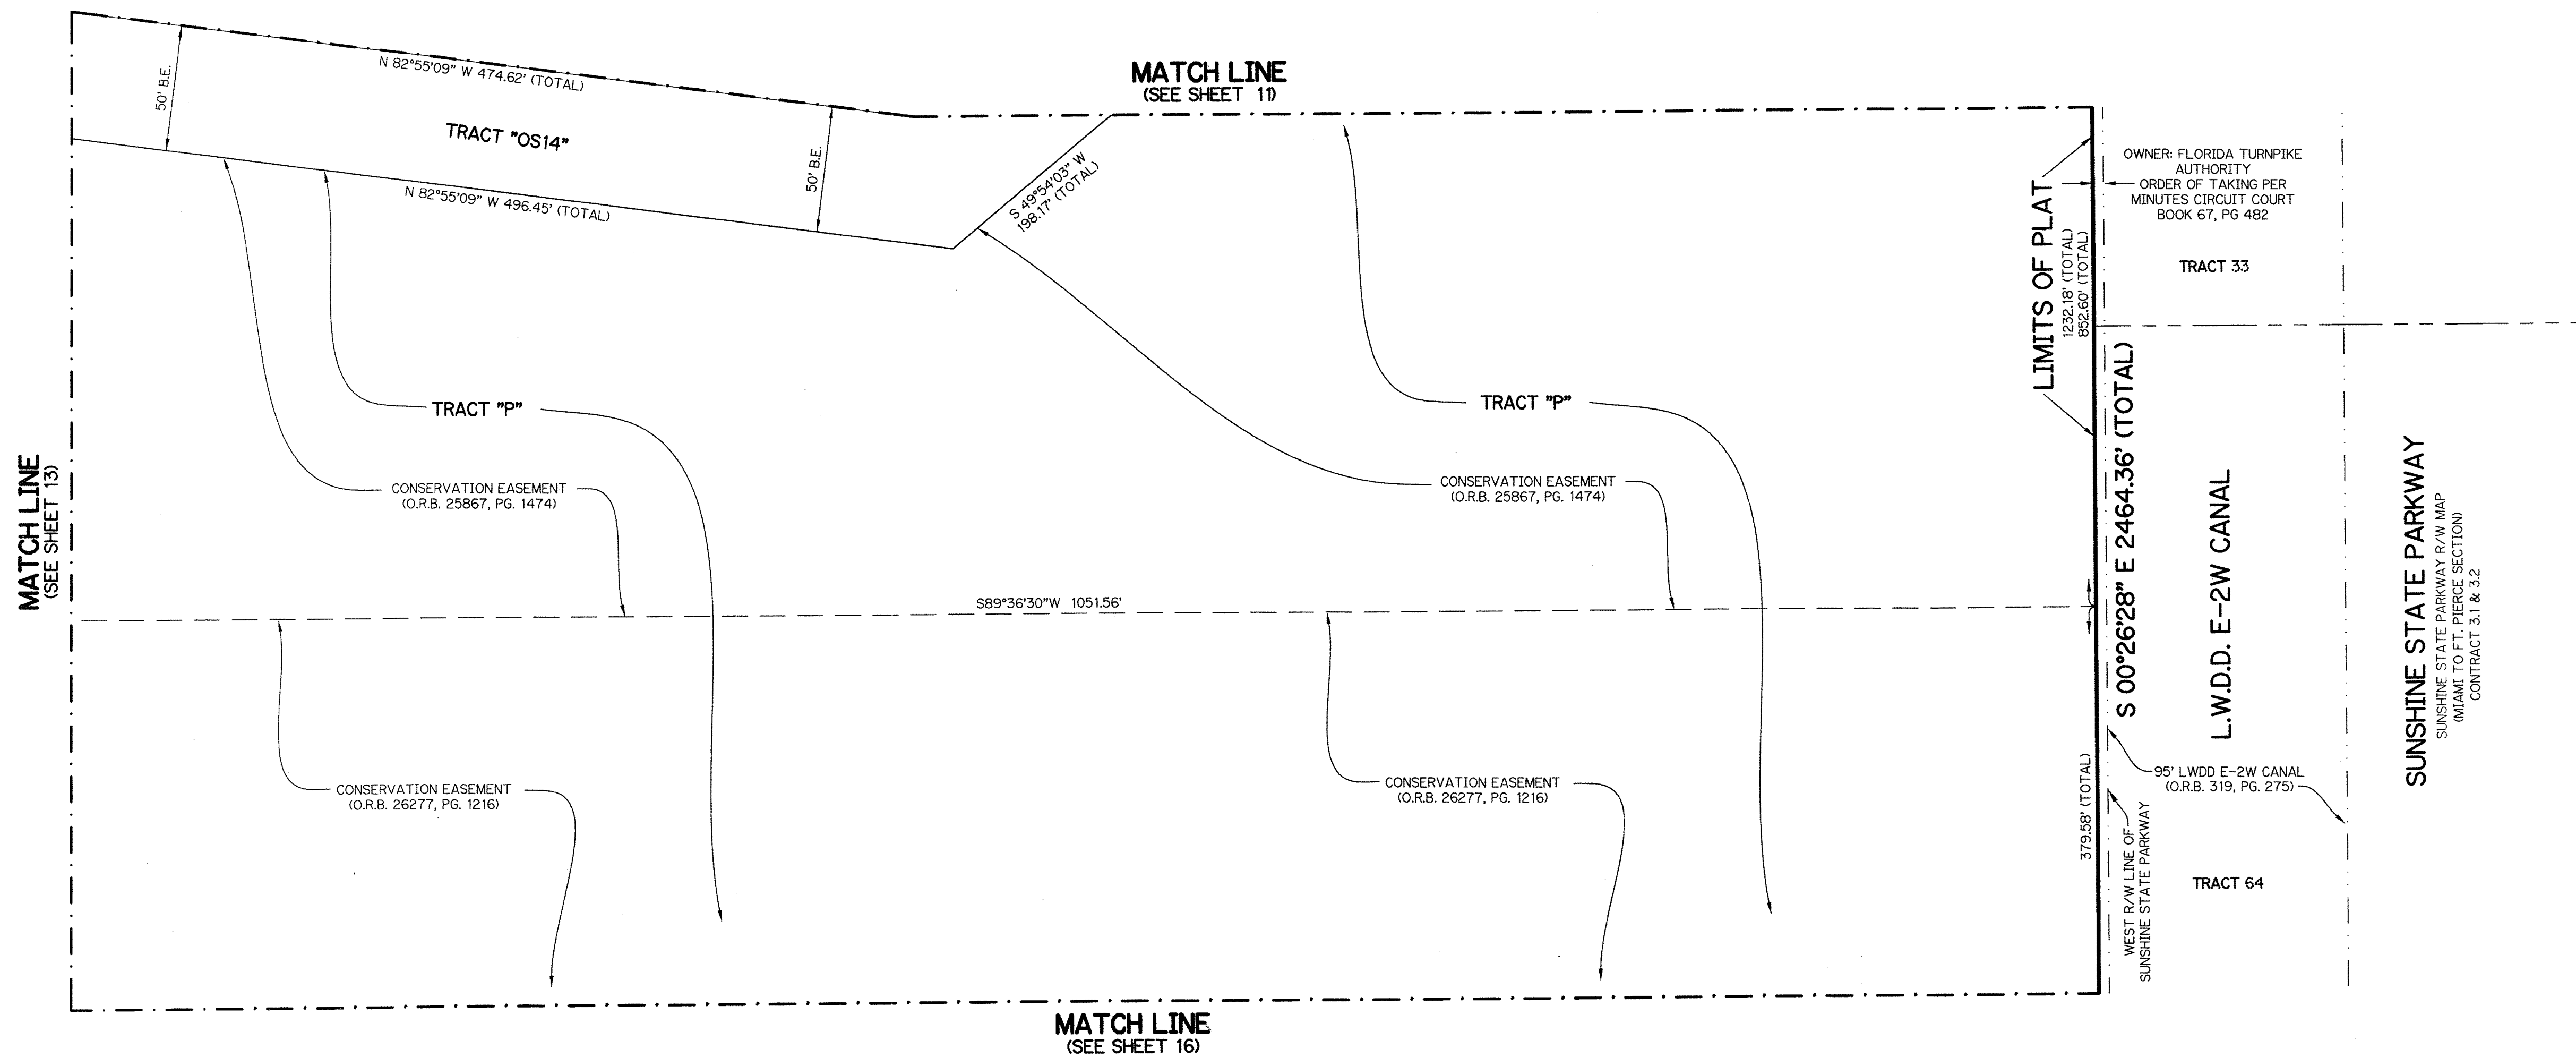 MATCH LINE
(SEE SHEET 11)
N 82°55'09" W 474.62' (TOTAL)
50' B.E.
TRACT "OS14"
50' B.E.
N 82°55'09" W 496.45' (TOTAL)
S 49°54'03" W
198.17' (TOTAL)
LIMITS OF PLAT
1232.18' (TOTAL)
852.60' (TOTAL)
OWNER: FLORIDA TURNPIKE
AUTHORITY
ORDER OF TAKING PER
MINUTES CIRCUIT COURT
BOOK 67, PG 482
TRACT 33
TRACT "P"
TRACT "P"
MATCH LINE
(SEE SHEET 13)
CONSERVATION EASEMENT
(O.R.B. 25867, PG. 1474)
CONSERVATION EASEMENT
(O.R.B. 25867, PG. 1474)
S 00°26'28" E 2464.36' (TOTAL)
L.W.D.D. E-2W CANAL
SUNSHINE STATE PARKWAY
SUNSHINE STATE PARKWAY R/W MAP
(MIAMI TO FT. PIERCE SECTION)
CONTRACT 3.1 & 3.2
S89°36'30"W 1051.56'
CONSERVATION EASEMENT
(O.R.B. 26277, PG. 1216)
CONSERVATION EASEMENT
(O.R.B. 26277, PG. 1216)
379.58' (TOTAL)
95' LWDD E-2W CANAL
(O.R.B. 319, PG. 275)
WEST R/W LINE OF
SUNSHINE STATE PARKWAY
TRACT 64
MATCH LINE
(SEE SHEET 16)